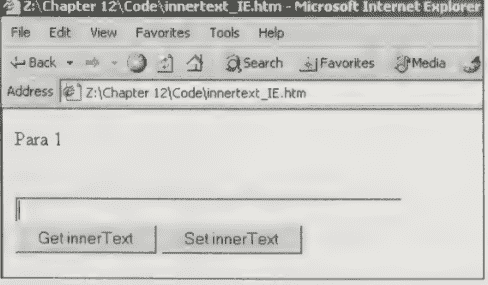 Z:\Chapter 12\Code\innertext_IE.htm - Microsoft Internet Explorer
File Edit View Favorites Tools Help
Back Search Favorites Media
Address Z:\Chapter 12\Code\innertext_IE.htm
Para 1
Get innerText Set innerText